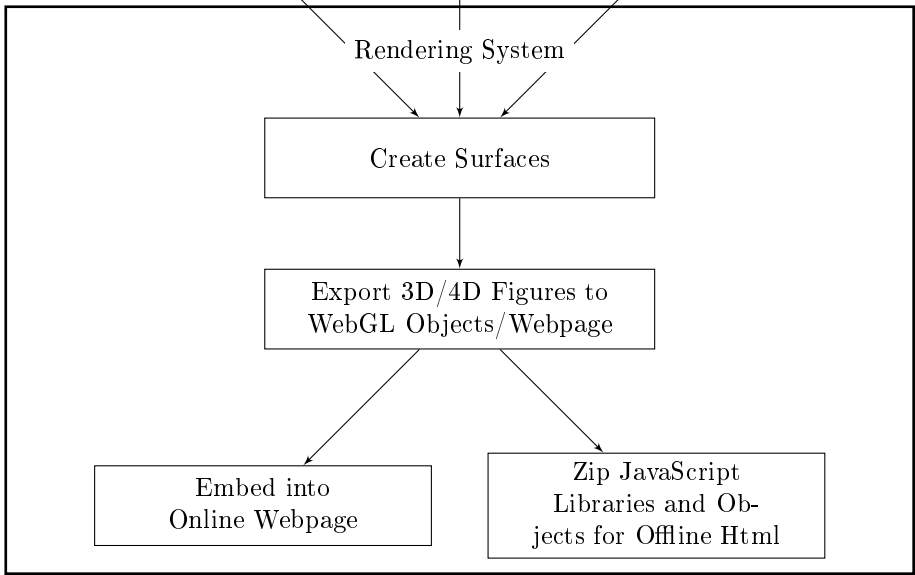 Rendering System
Create Surfaces
Export 3D/4D Figures to
WebGL Objects/Webpage
Embed into
Online Webpage
Zip JavaScript
Libraries and Ob-
jects for Offline Html